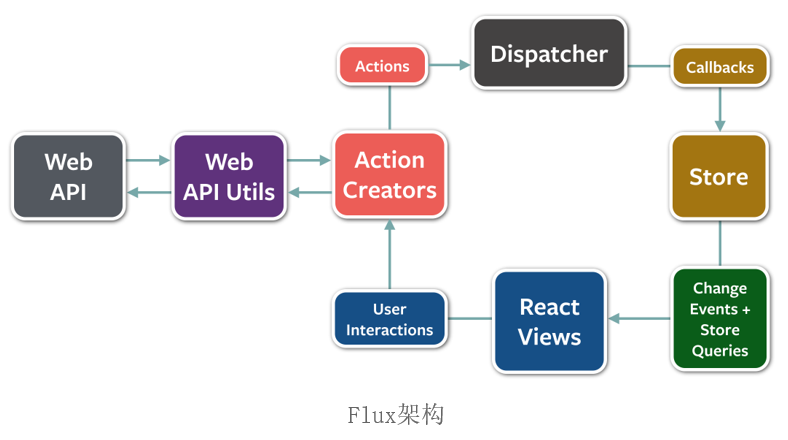 Dispatcher
Actions
Callbacks
Web
API
Web
API Utils
Action
Creators
Store
User
Interactions
React
Views
Change
Events +
Store
Queries
Flux架构